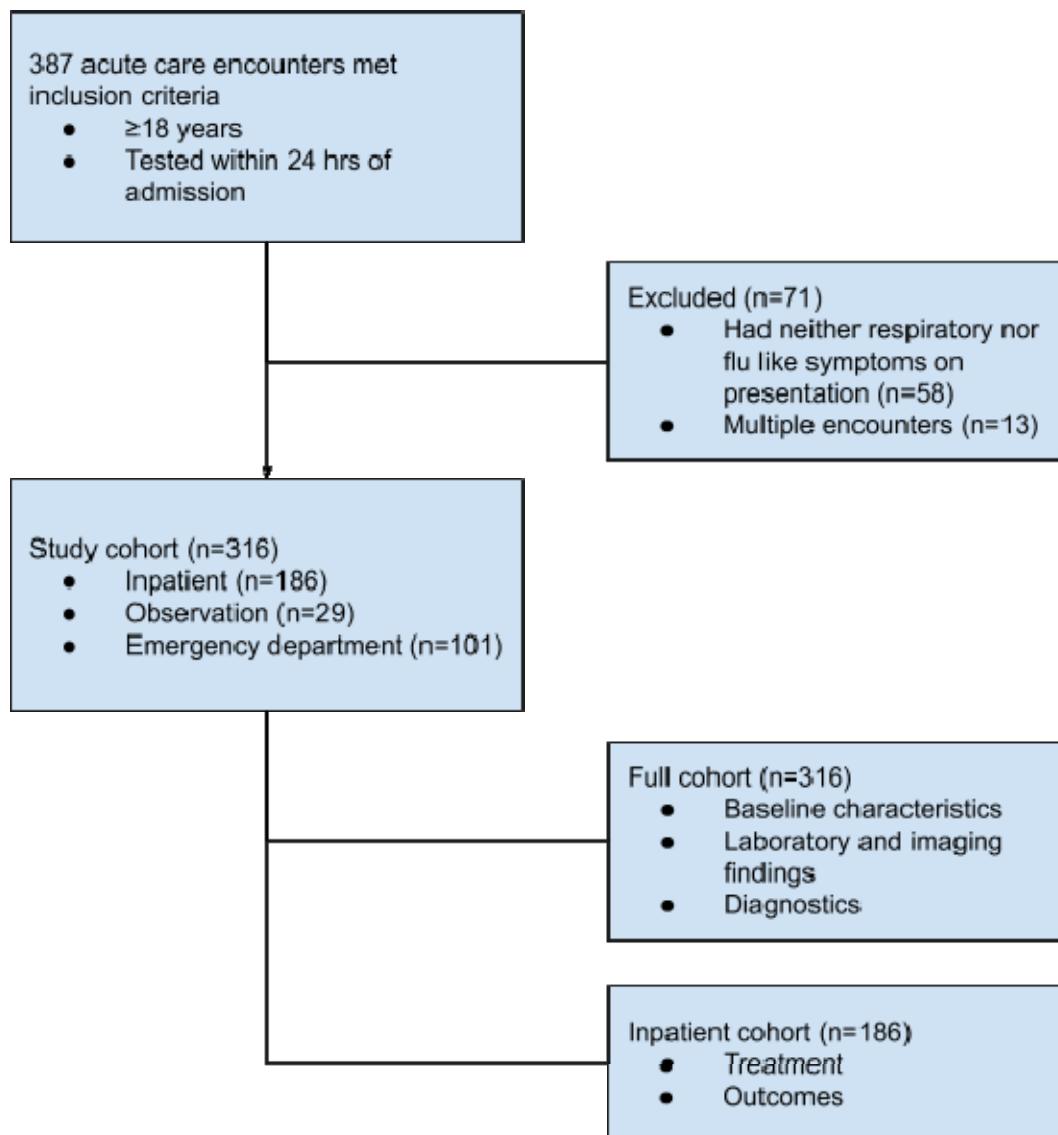 387 acute care encounters met
inclusion criteria
● ≥18 years
● Tested within 24 hrs of
admission
Excluded (n=71)
● Had neither respiratory nor
flu like symptoms on
presentation (n=58)
● Multiple encounters (n=13)
Study cohort (n=316)
● Inpatient (n=186)
● Observation (n=29)
● Emergency department (n=101)
Full cohort (n=316)
● Baseline characteristics
● Laboratory and imaging
findings
● Diagnostics
Inpatient cohort (n=186)
● Treatment
● Outcomes